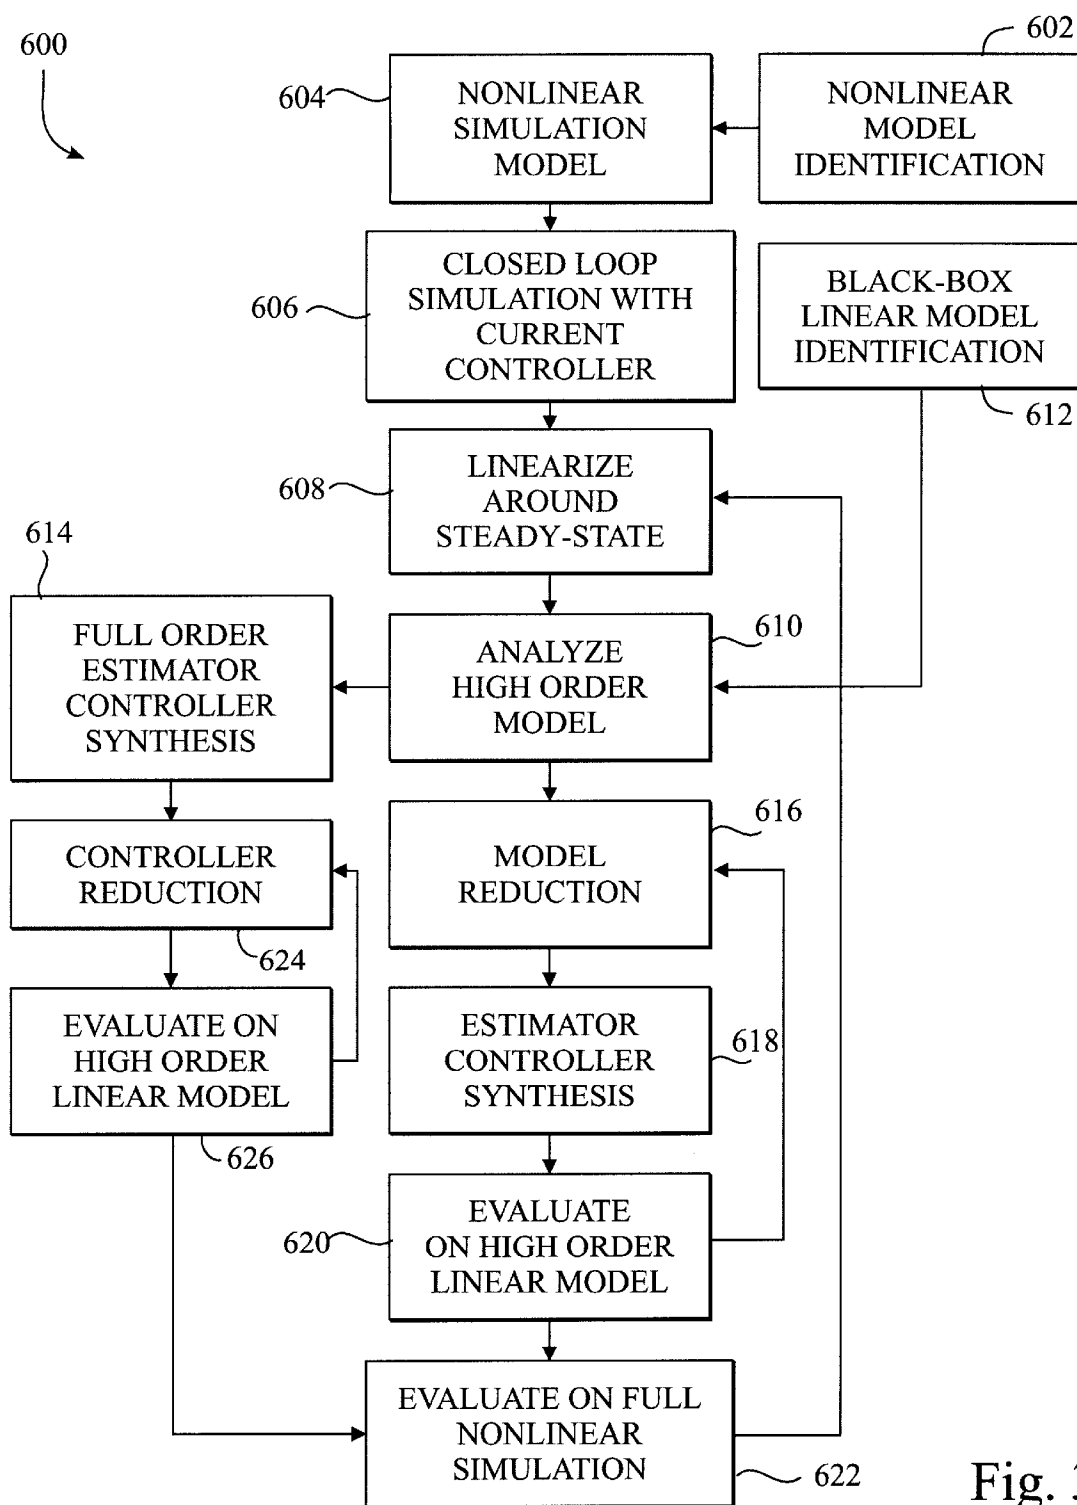 600
602
604
NONLINEAR
SIMULATION
MODEL
NONLINEAR
MODEL
IDENTIFICATION
606
CLOSED LOOP
SIMULATION WITH
CURRENT
CONTROLLER
BLACK-BOX
LINEAR MODEL
IDENTIFICATION
612
608
LINEARIZE
AROUND
STEADY-STATE
614
FULL ORDER
ESTIMATOR
CONTROLLER
SYNTHESIS
610
ANALYZE
HIGH ORDER
MODEL
CONTROLLER
REDUCTION
624
616
MODEL
REDUCTION
EVALUATE ON
HIGH ORDER
LINEAR MODEL
626
ESTIMATOR
CONTROLLER
SYNTHESIS
618
620
EVALUATE
ON HIGH ORDER
LINEAR MODEL
EVALUATE ON FULL
NONLINEAR
SIMULATION
622
Fig.